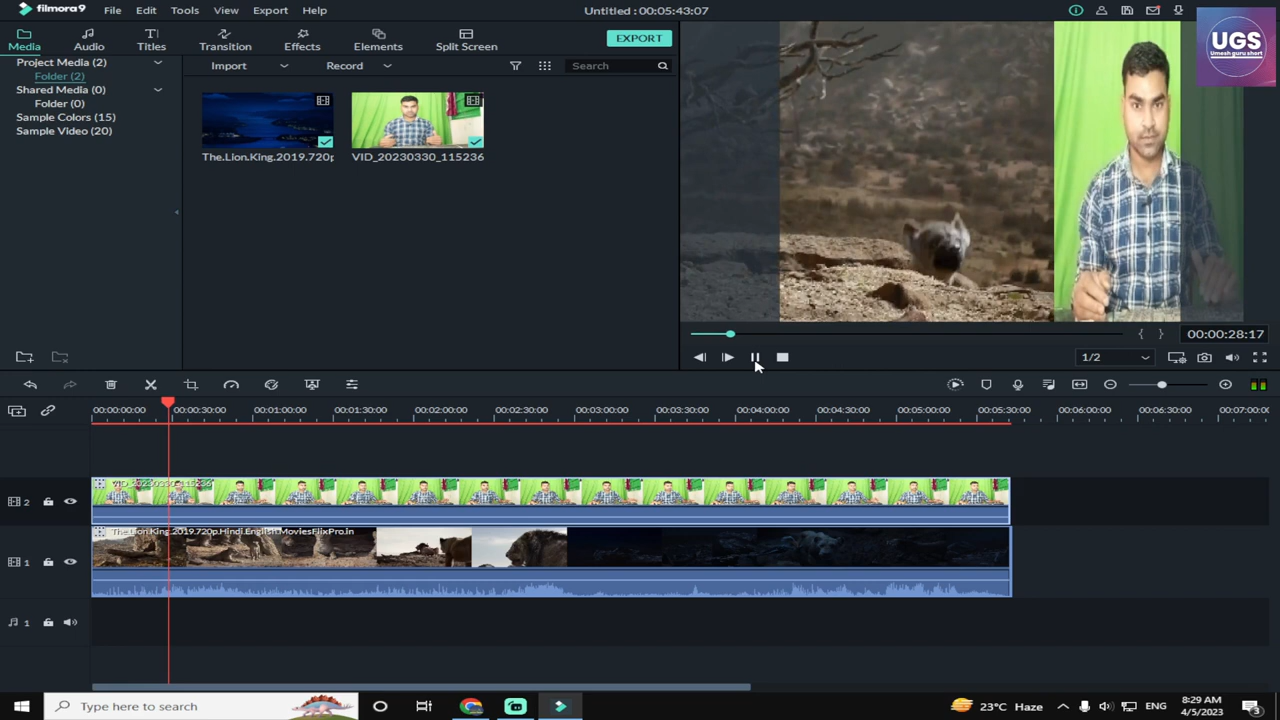 filmora9
File Edit Tools View Export Help
Untitled : 00:05:43:07
Media Audio Titles Transition Effects Elements Split Screen
EXPORT
UGS
Umesh guru short
Project Media (2)
Folder (2)
Shared Media (0)
Folder (0)
Sample Colors (15)
Sample Video (20)
Import Record Search
The.Lion.King.2019.720p
VID_20230330_115236
00:00:28:17
1/2
00:00:00:00 00:00:30:00 00:01:00:00 00:01:30:00 00:02:00:00 00:02:30:00 00:03:00:00 00:03:30:00 00:04:00:00 00:04:30:00 00:05:00:00 00:05:30:00 00:06:00:00 00:06:30:00 00:07:00:00
2
VID_20230330_115236
1
The.Lion.King.2019.720p.Hindi.English.MoviesFlixPro.in
1
Type here to search
23°C Haze
ENG
8:29 AM
4/5/2023
3